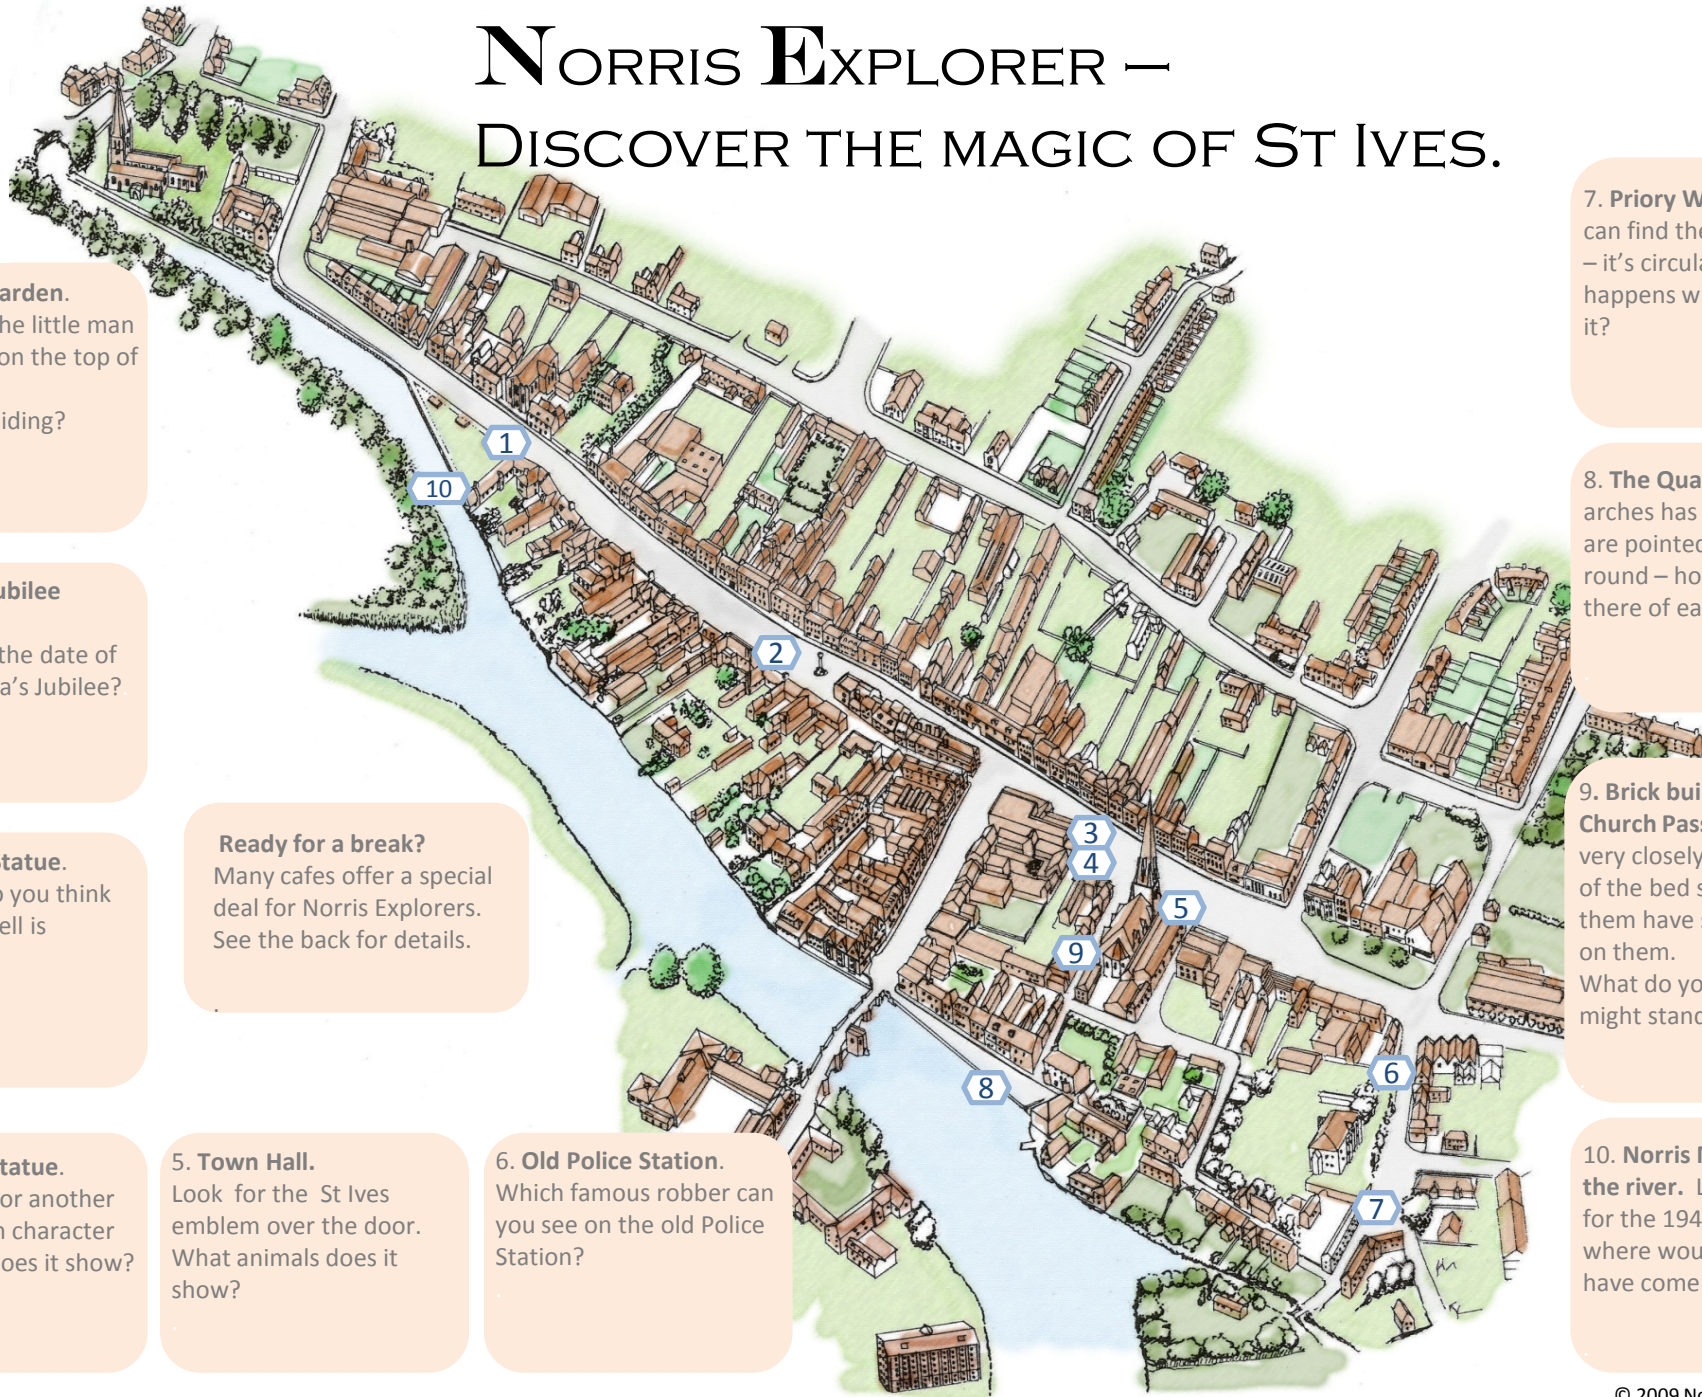 NORRIS EXPLORER –
DISCOVER THE MAGIC OF ST IVES.
arden.
he little man
on the top of
iding?
ubilee
the date of
a's Jubilee?
Statue.
o you think
ell is
tatue.
or another
n character
oes it show?
Ready for a break?
Many cafes offer a special
deal for Norris Explorers.
See the back for details.
.
5. Town Hall.
Look for the St Ives
emblem over the door.
What animals does it
show?
6. Old Police Station.
Which famous robber can
you see on the old Police
Station?
7. Priory W
can find the
– it's circula
happens w
it?
8. The Qua
arches has
are pointed
round – ho
there of ea
9. Brick bui
Church Pass
very closely
of the bed s
them have s
on them.
What do yo
might stand
10. Norris M
the river. L
for the 194
where wou
have come
1
10
2
3
4
5
9
6
8
7
© 2009 No